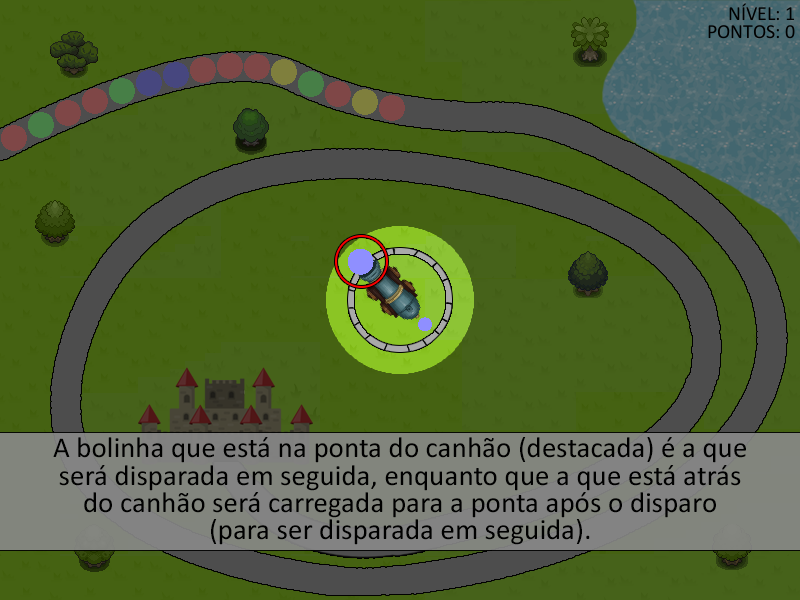 NÍVEL: 1
PONTOS: 0
A bolinha que está na ponta do canhão (destacada) é a que
será disparada em seguida, enquanto que a que está atrás
do canhão será carregada para a ponta após o disparo
(para ser disparada em seguida).